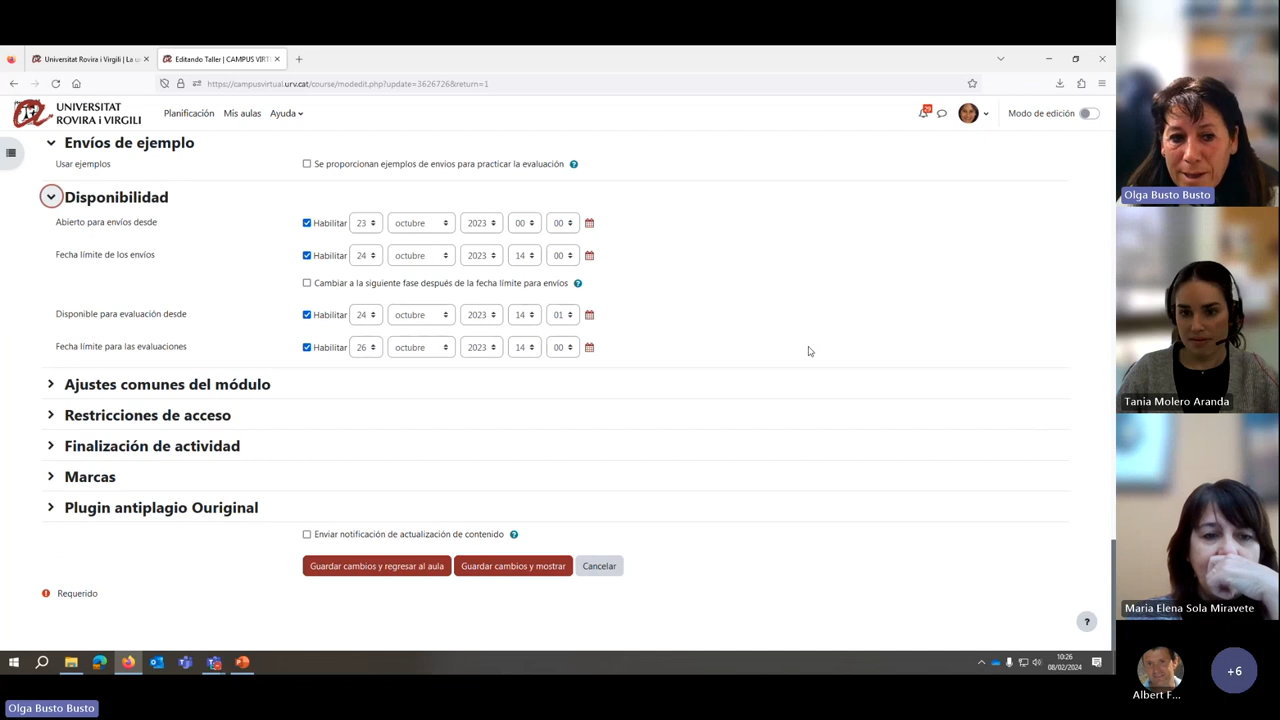 Universitat Rovira i Virgili | La u
Editando Taller | CAMPUS VIRT
https://campusvirtual.urv.cat/course/modedit.php?update=3626726&return=1
UNIVERSITAT
ROVIRA i VIRGILI
Planificación Mis aulas Ayuda
29
Modo de edición
Envíos de ejemplo
Usar ejemplos
Se proporcionan ejemplos de envíos para practicar la evaluación
Disponibilidad
Abierto para envíos desde Habilitar 23 octubre 2023 00 00
Fecha límite de los envíos Habilitar 24 octubre 2023 14 00
Cambiar a la siguiente fase después de la fecha límite para envíos
Disponible para evaluación desde Habilitar 24 octubre 2023 14 01
Fecha límite para las evaluaciones Habilitar 26 octubre 2023 14 00
Ajustes comunes del módulo
Restricciones de acceso
Finalización de actividad
Marcas
Plugin antiplagio Ouriginal
Enviar notificación de actualización de contenido
Guardar cambios y regresar al aula Guardar cambios y mostrar Cancelar
Requerido
?
10:26
08/02/2024
Olga Busto Busto
Olga Busto Busto
Tania Molero Aranda
Maria Elena Sola Miravete
Albert F...
+6